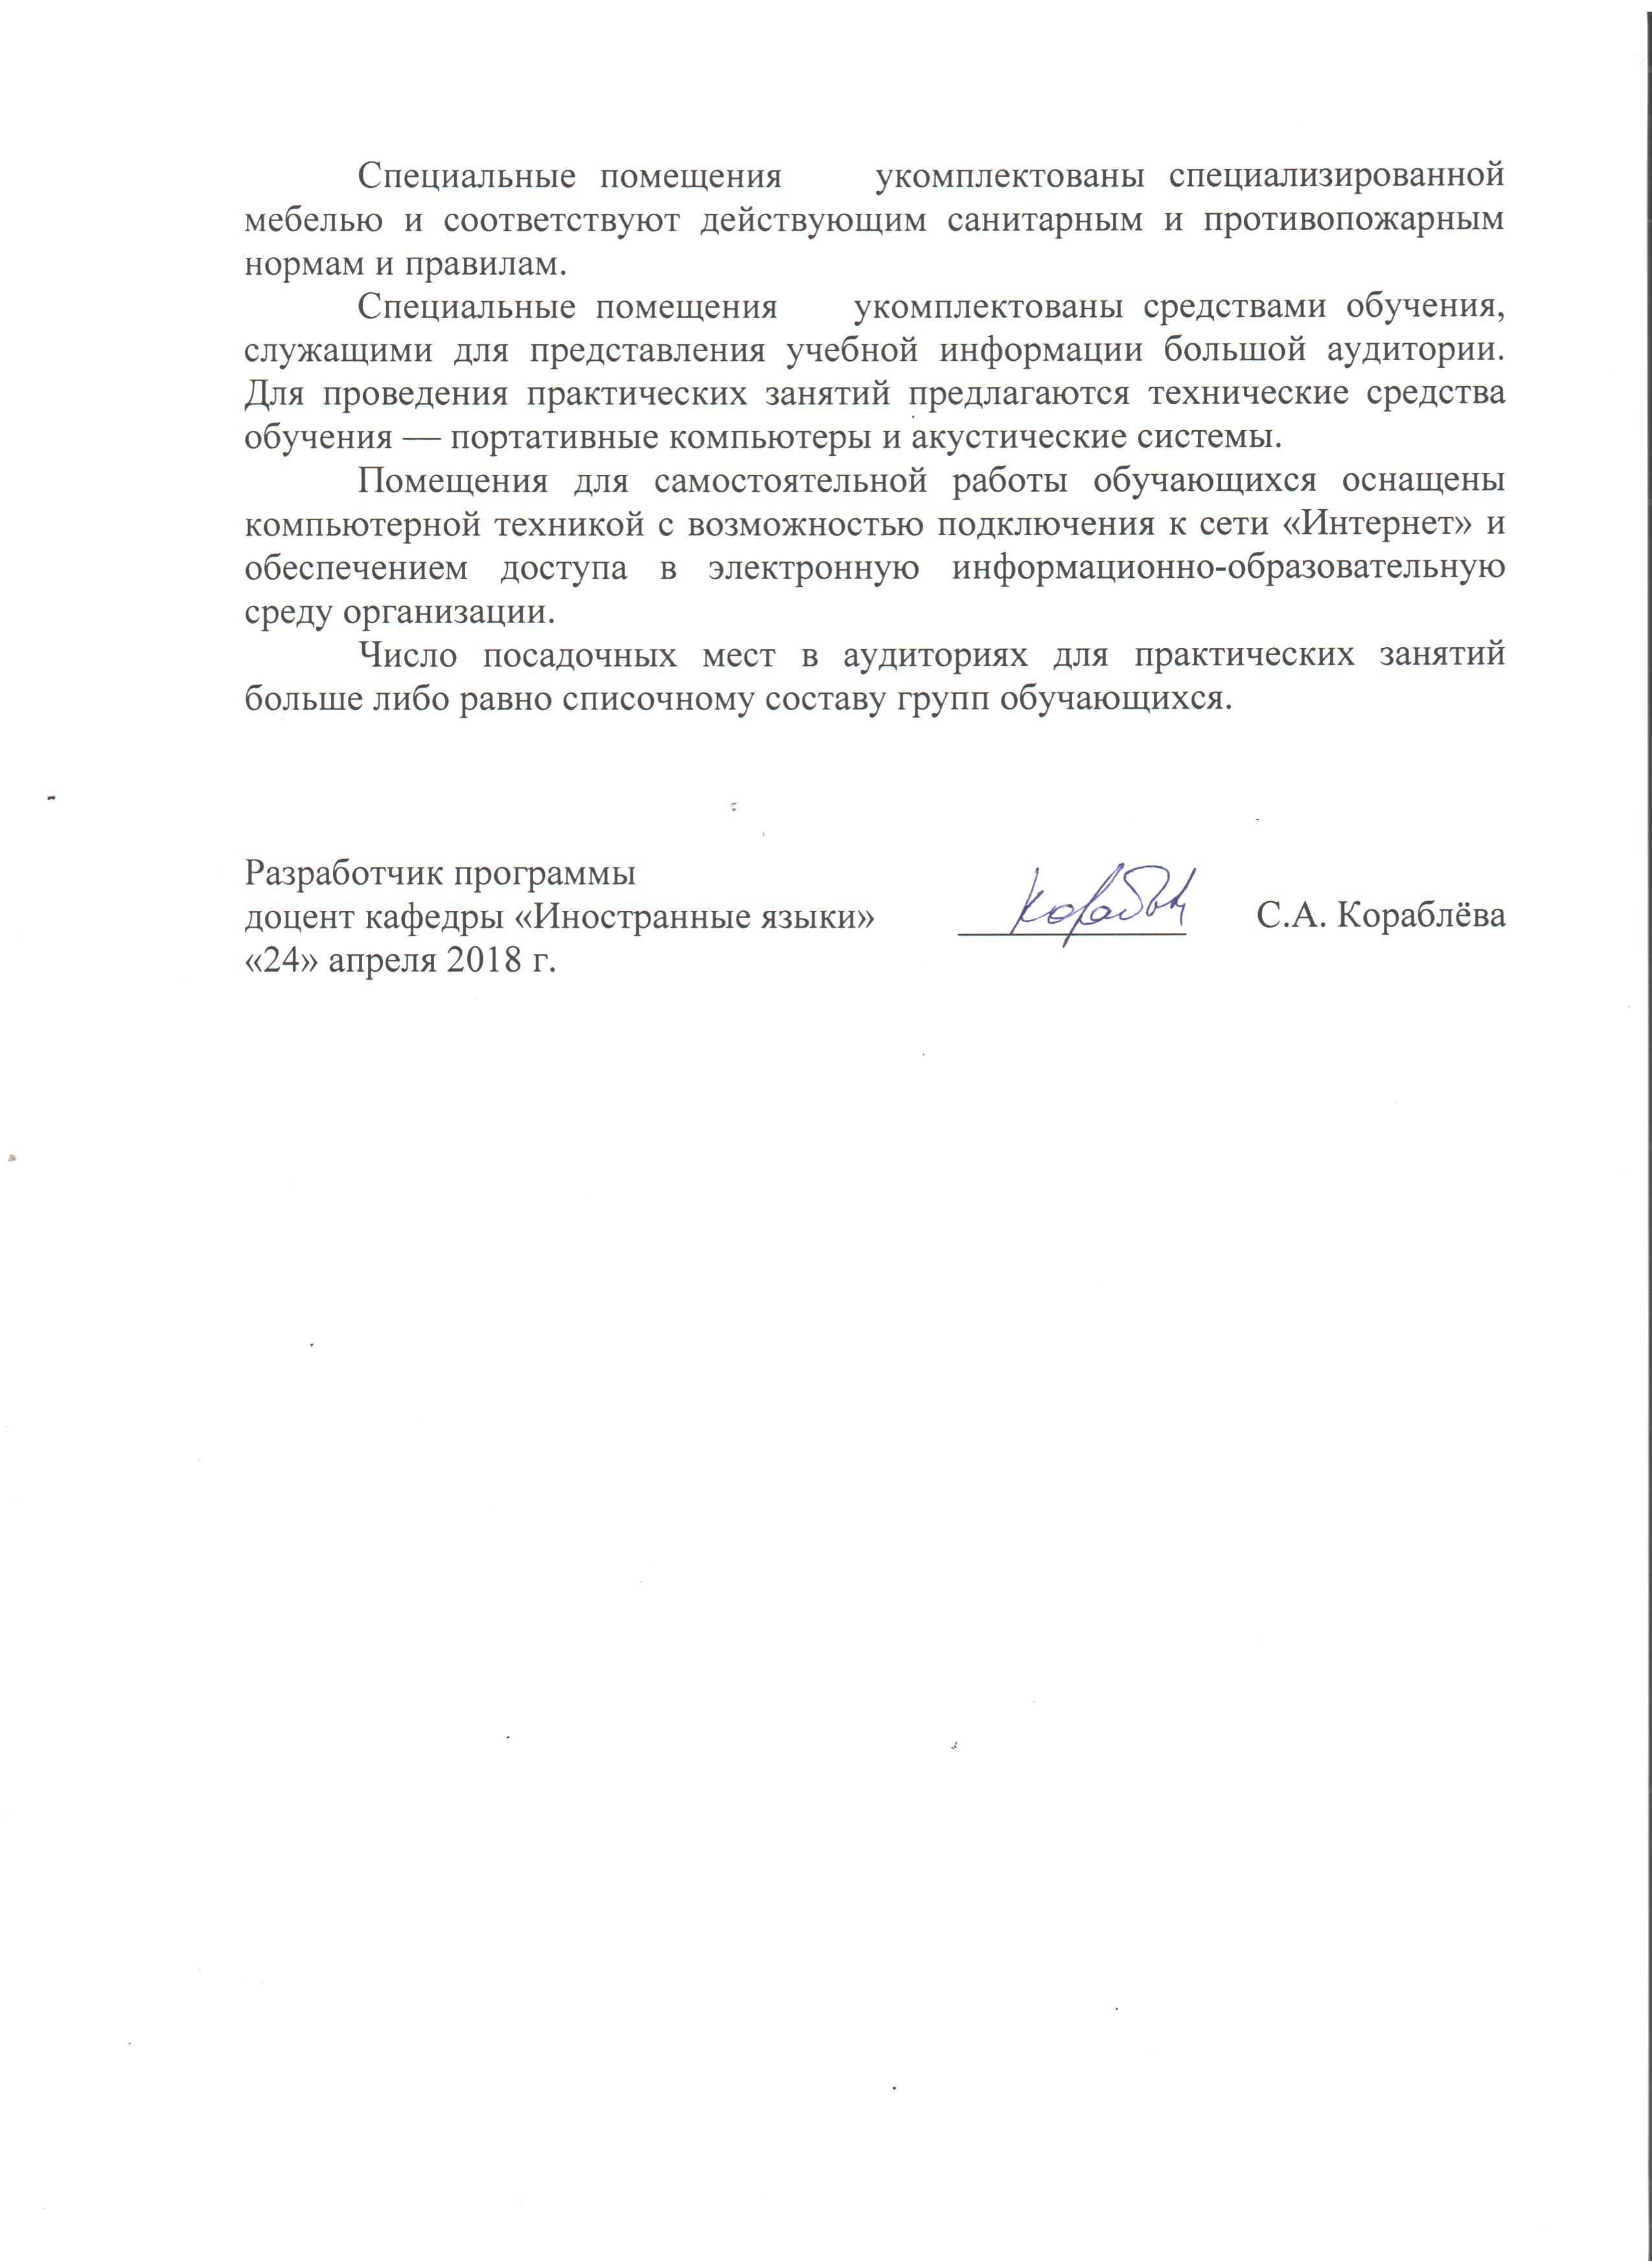 Специальные помещения укомплектованы специализированной
мебелью и соответствуют действующим санитарным и противопожарным
нормам и правилам.
Специальные помещения укомплектованы средствами обучения,
служащими для представления учебной информации большой аудитории.
Для проведения практических занятий предлагаются технические средства
обучения — портативные компьютеры и акустические системы.
Помещения для самостоятельной работы обучающихся оснащены
компьютерной техникой с возможностью подключения к сети «Интернет» и
обеспечением доступа в электронную информационно-образовательную
среду организации.
Число посадочных мест в аудиториях для практических занятий
больше либо равно списочному составу групп обучающихся.
Разработчик программы
доцент кафедры «Иностранные языки» С.А. Кораблёва
«24» апреля 2018 г.